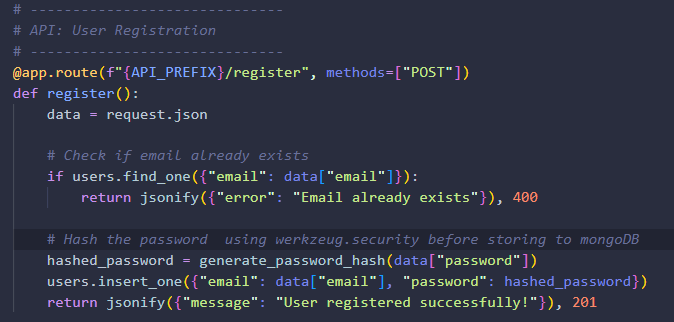 # ------------------------------
# API: User Registration
# ------------------------------
@app.route(f"{API_PREFIX}/register", methods=["POST"])
def register():
    data = request.json

    # Check if email already exists
    if users.find_one({"email": data["email"]}):
        return jsonify({"error": "Email already exists"}), 400

    # Hash the password  using werkzeug.security before storing to mongoDB
    hashed_password = generate_password_hash(data["password"])
    users.insert_one({"email": data["email"], "password": hashed_password})
    return jsonify({"message": "User registered successfully!"}), 201